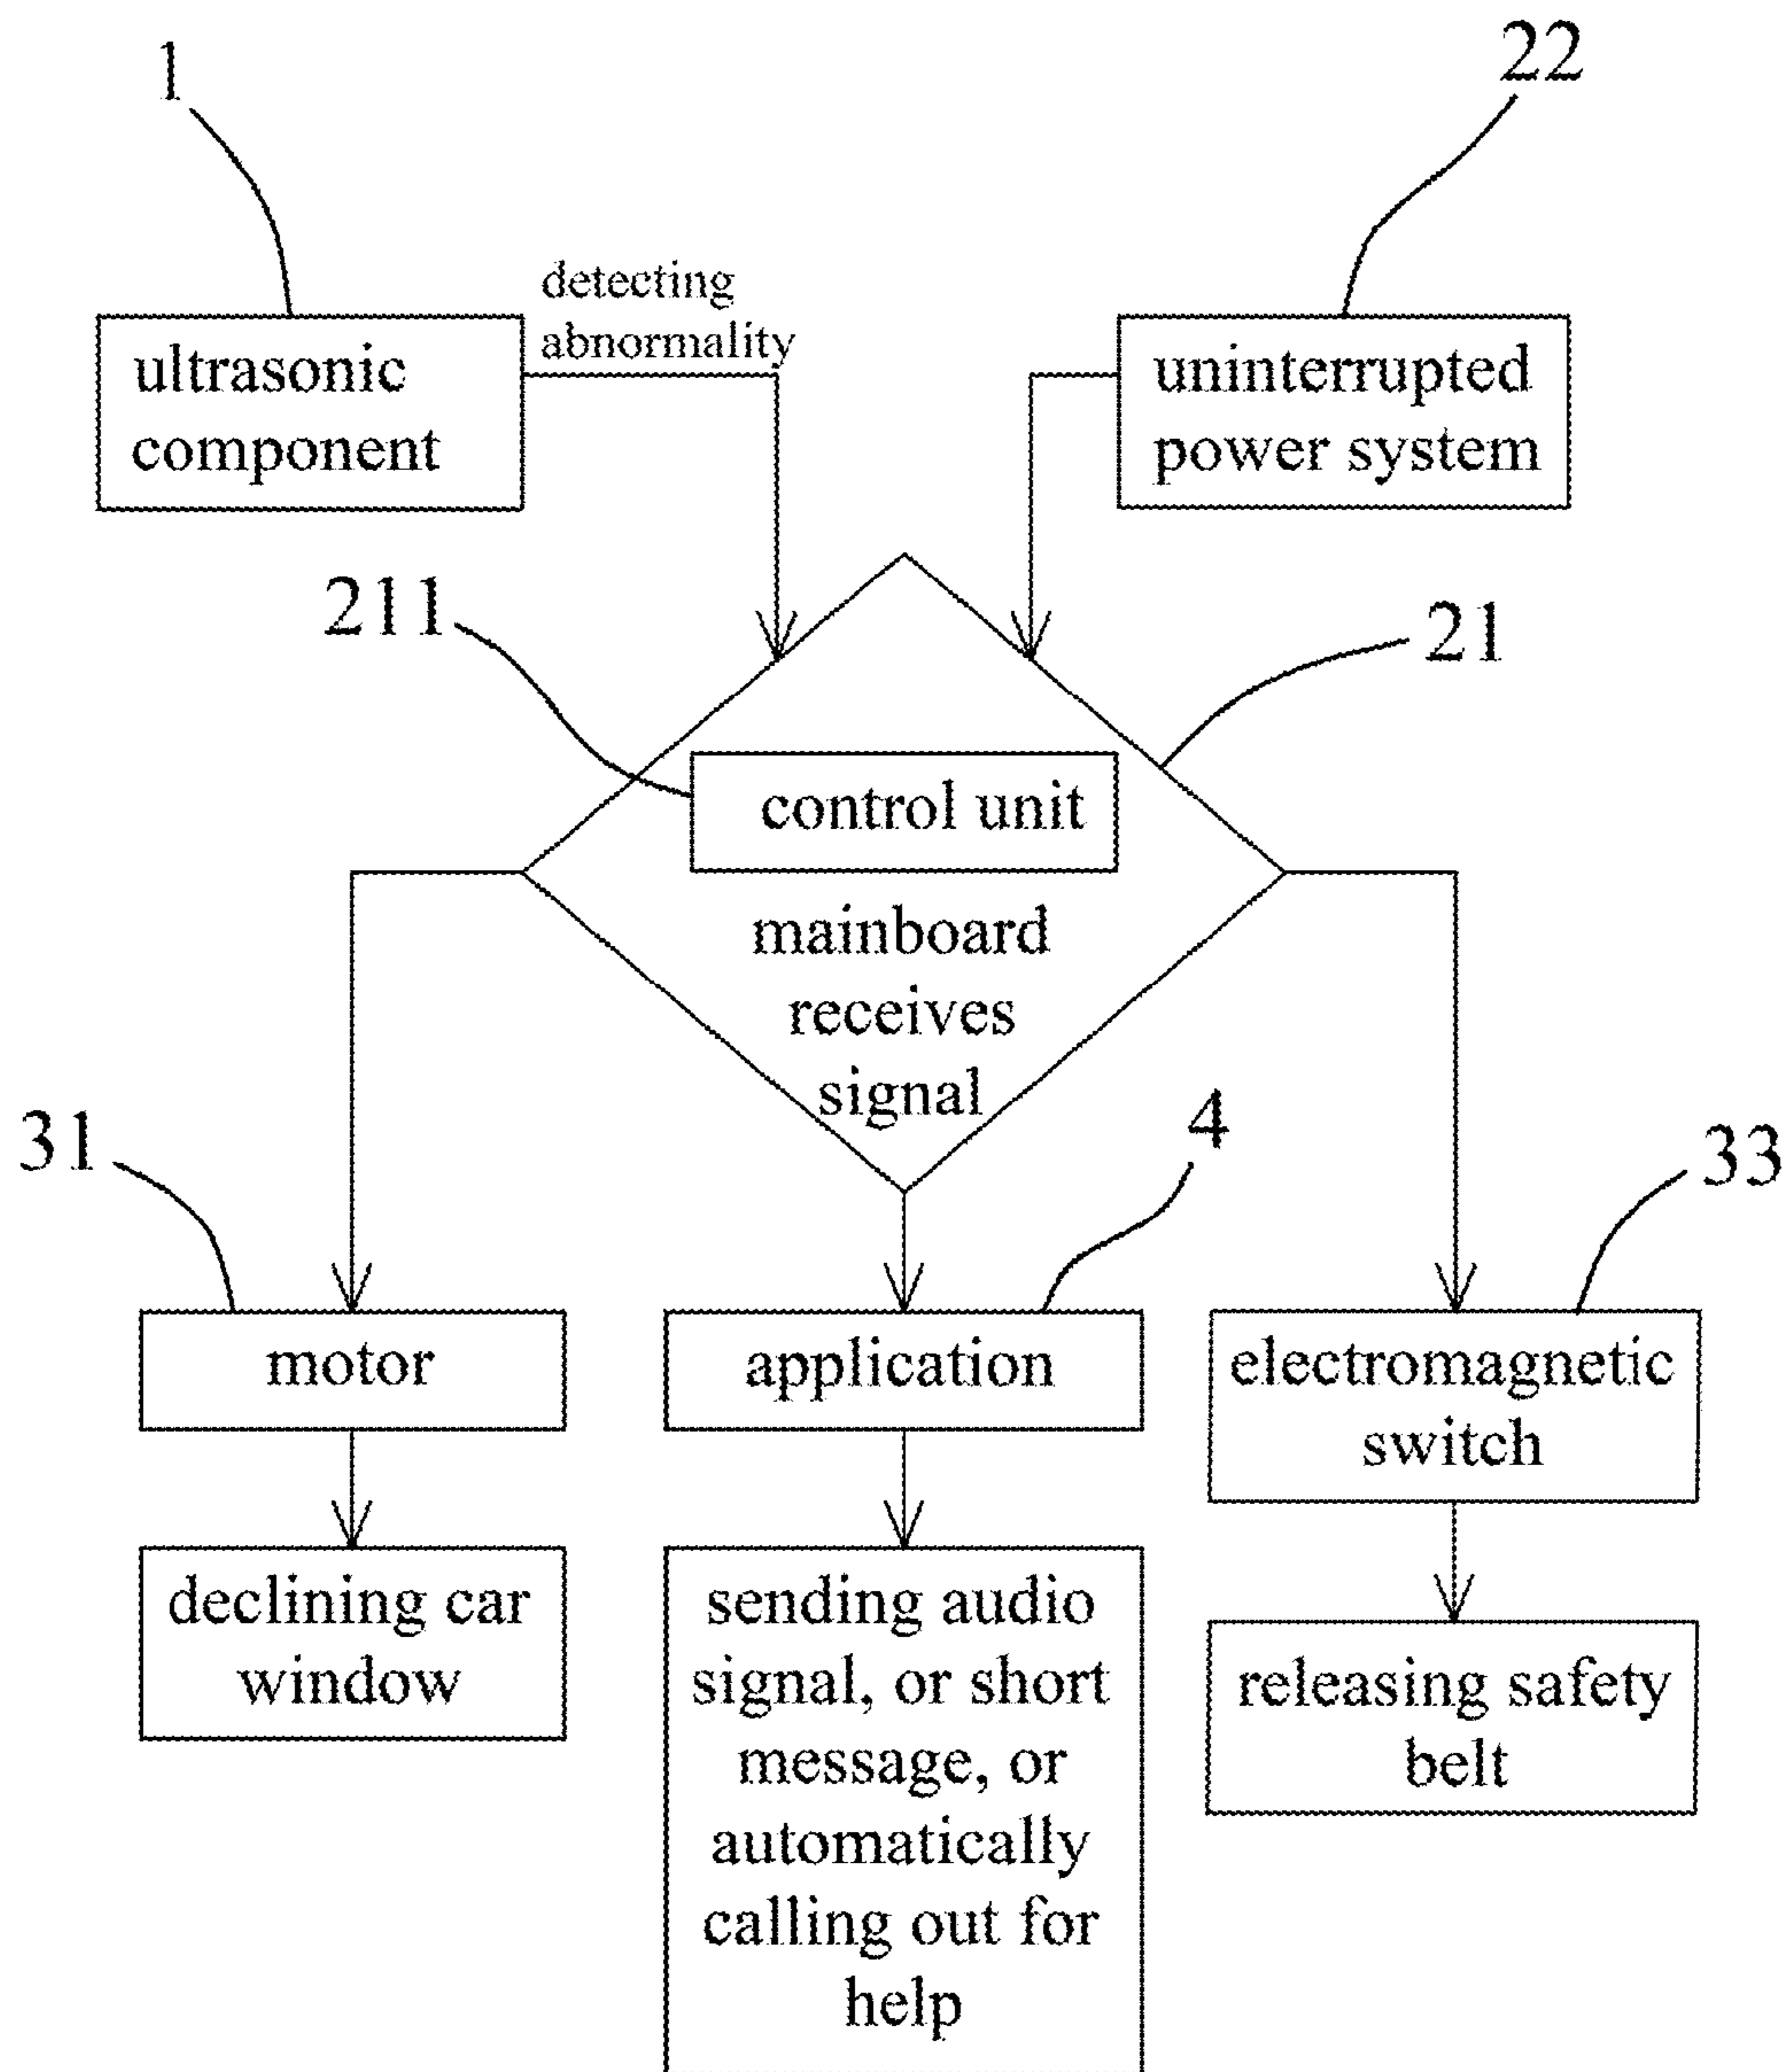 1
22
detecting
abnormality
ultrasonic
component
uninterrupted
power system
211
21
control unit
mainboard
receives
signal
31
4
33
motor
application
electromagnetic
switch
declining car
window
sending audio
signal, or short
message, or
automatically
calling out for
help
releasing safety
belt